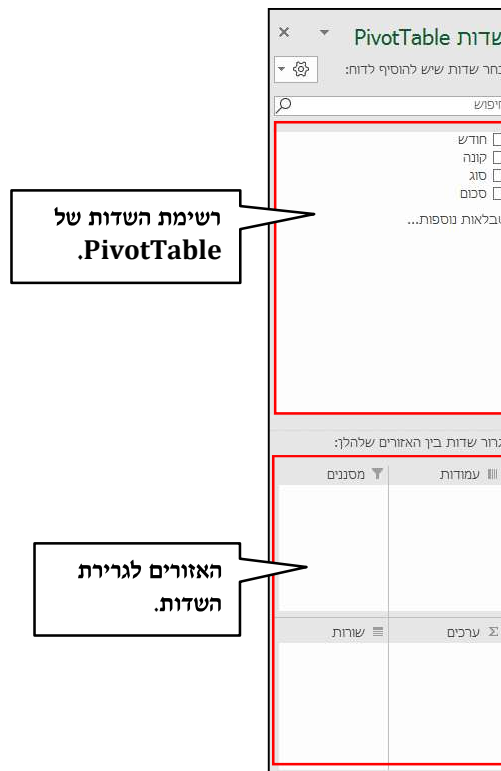 שדות PivotTable
בחר שדות שיש להוסיף לדוח:
חיפוש
חודש
קונה
סוג
סכום
טבלאות נוספות...
רשימת השדות של
PivotTable.
גרור שדות בין האזורים שלהלן:
עמודות
מסננים
האזורים לגרירת
השדות.
ערכים
שורות